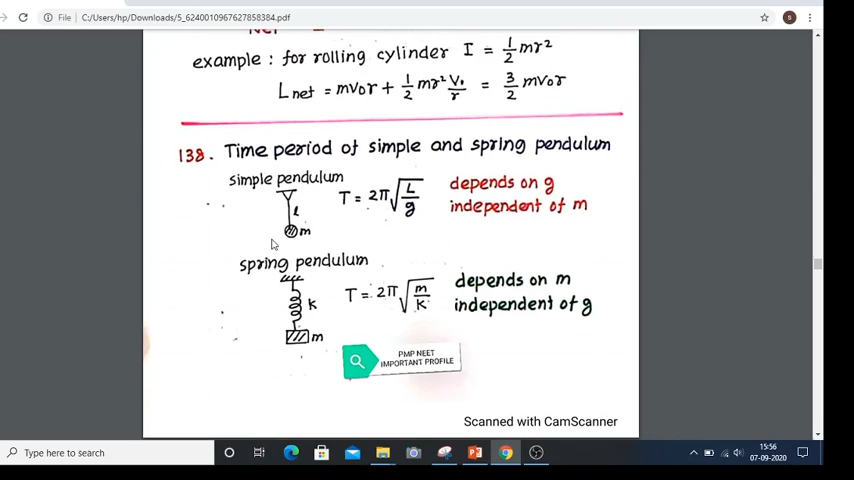 File | C:/Users/hp/Downloads/5_6240010967627858384.pdf
S
example : for rolling cylinder I = 1/2 mr²
L net = mv₀r + 1/2 mr² V₀/r = 3/2 mv₀r
138. Time period of simple and spring pendulum
simple pendulum
T = 2π√(L/g)
depends on g
independent of m
l
m
spring pendulum
T = 2π√(m/k)
depends on m
independent of g
k
m
PMP NEET
IMPORTANT PROFILE
Scanned with CamScanner
Type here to search
15:56
07-09-2020